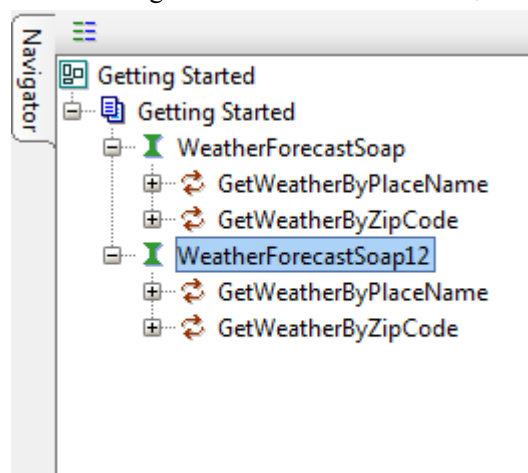 Navigator
Getting Started
Getting Started
WeatherForecastSoap
GetWeatherByPlaceName
GetWeatherByZipCode
WeatherForecastSoap12
GetWeatherByPlaceName
GetWeatherByZipCode